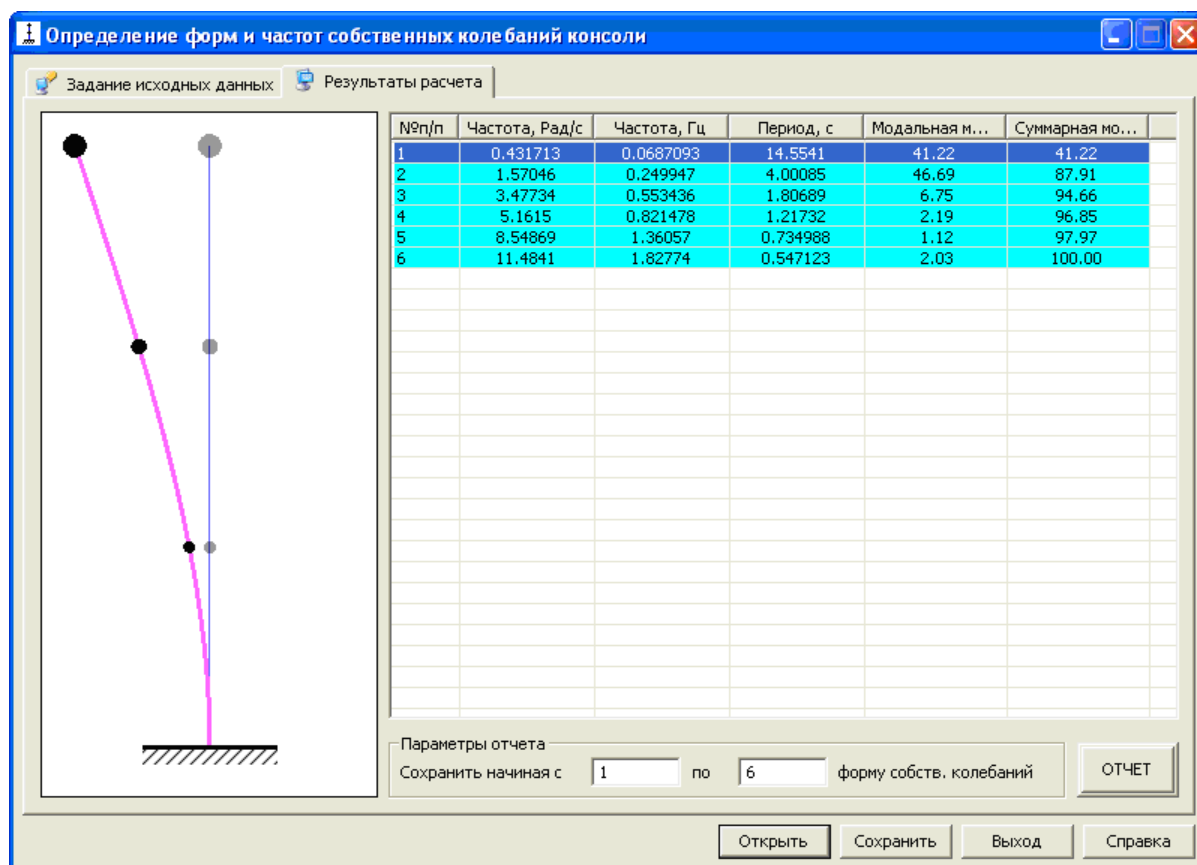 Определение форм и частот собственных колебаний консоли
Задание исходных данных Результаты расчета
№п/п Частота, Рад/с Частота, Гц Период, с Модальная м... Суммарная мо...
1 0.431713 0.0687093 14.5541 41.22 41.22
2 1.57046 0.249947 4.00085 46.69 87.91
3 3.47734 0.553436 1.80689 6.75 94.66
4 5.1615 0.821478 1.21732 2.19 96.85
5 8.54869 1.36057 0.734988 1.12 97.97
6 11.4841 1.82774 0.547123 2.03 100.00
Параметры отчета
Сохранить начиная с 1 по 6 форму собств. колебаний ОТЧЕТ
Открыть Сохранить Выход Справка